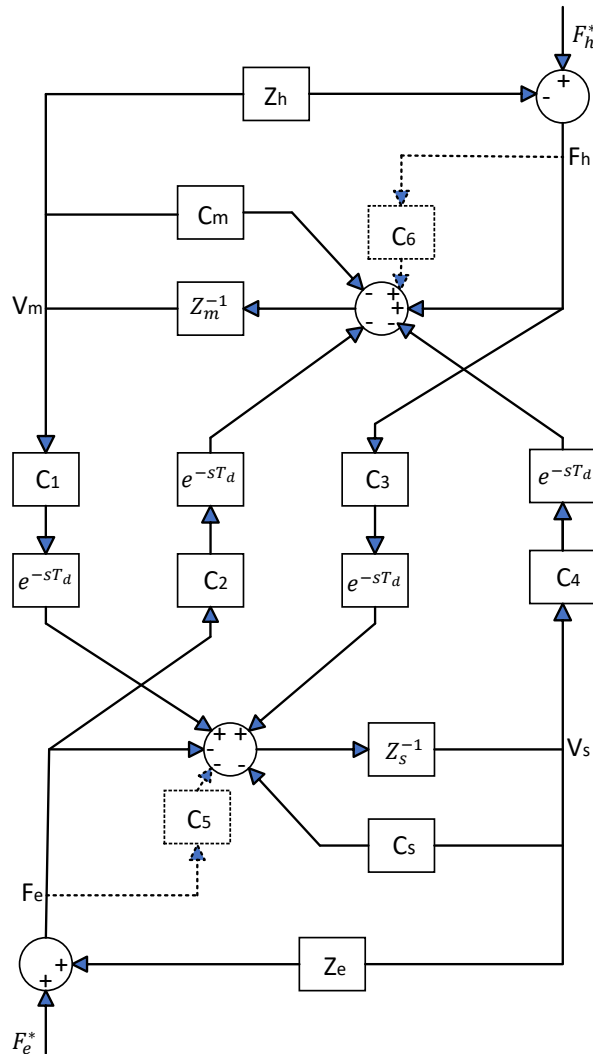 F_h^*
+
-
Z_h
F_h
C_m
C_6
- + +
V_m
Z_m^{-1}
- -
C_1
e^{-sT_d}
C_3
e^{-sT_d}
e^{-sT_d}
C_2
e^{-sT_d}
C_4
+ +
-
- -
Z_s^{-1}
V_s
C_5
C_s
F_e
+
+
Z_e
F_e^*